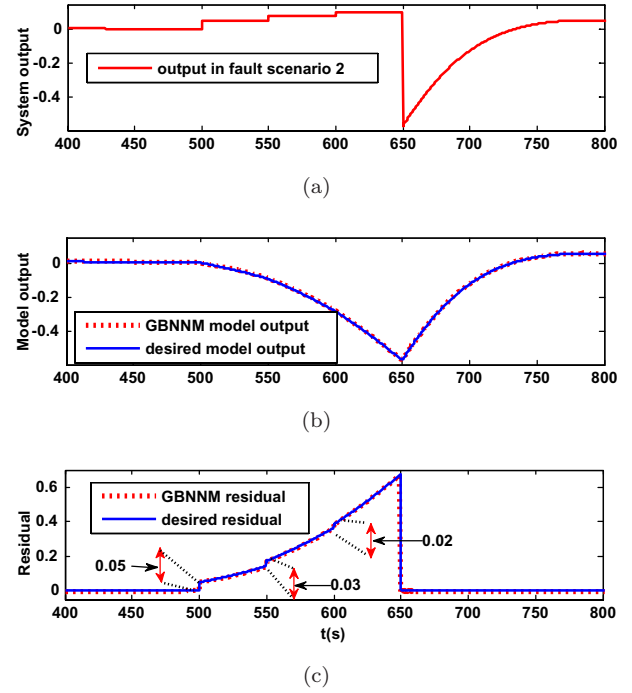 System output
0
-0.2
-0.4
output in fault scenario 2
400 450 500 550 600 650 700 750 800
(a)
Model output
0
-0.2
-0.4
GBNNM model output
desired model output
400 450 500 550 600 650 700 750 800
(b)
Residual
0.6
0.4
0.2
0
GBNNM residual
desired residual
0.05
0.03
0.02
400 450 500 550 600 650 700 750 800
t(s)
(c)